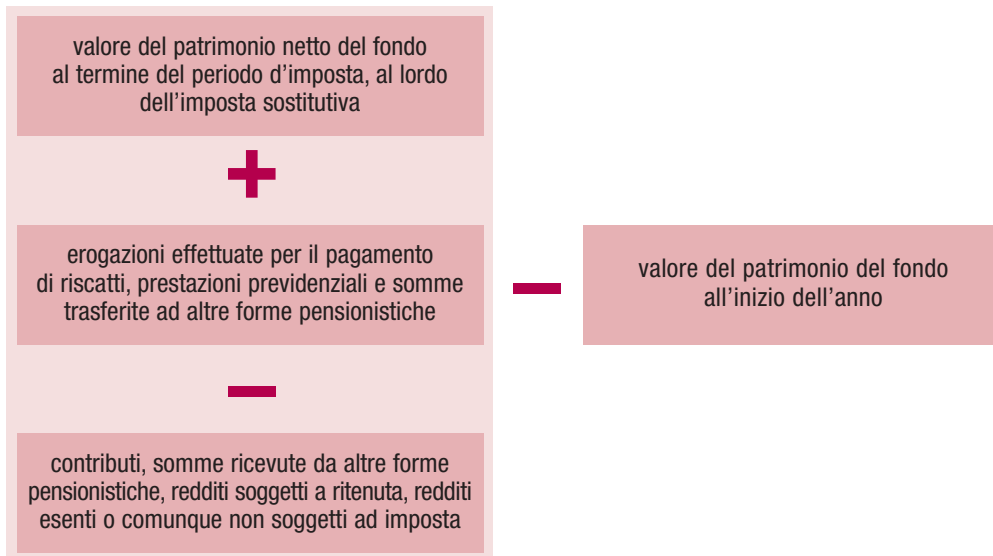 valore del patrimonio netto del fondo
al termine del periodo d’imposta, al lordo
dell’imposta sostitutiva
+
erogazioni effettuate per il pagamento
di riscatti, prestazioni previdenziali e somme
trasferite ad altre forme pensionistiche
−
contributi, somme ricevute da altre forme
pensionistiche, redditi soggetti a ritenuta, redditi
esenti o comunque non soggetti ad imposta
−
valore del patrimonio del fondo
all’inizio dell’anno